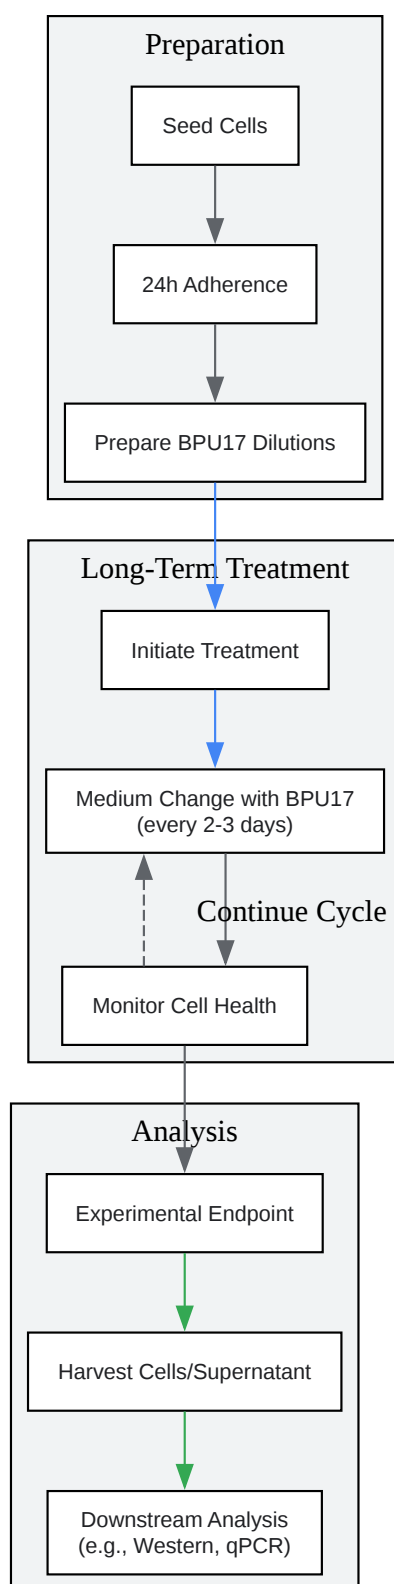 Preparation
Seed Cells
24h Adherence
Prepare BPU17 Dilutions
Long-Term Treatment
Initiate Treatment
Medium Change with BPU17
(every 2-3 days)
Continue Cycle
Monitor Cell Health
Analysis
Experimental Endpoint
Harvest Cells/Supernatant
Downstream Analysis
(e.g., Western, qPCR)